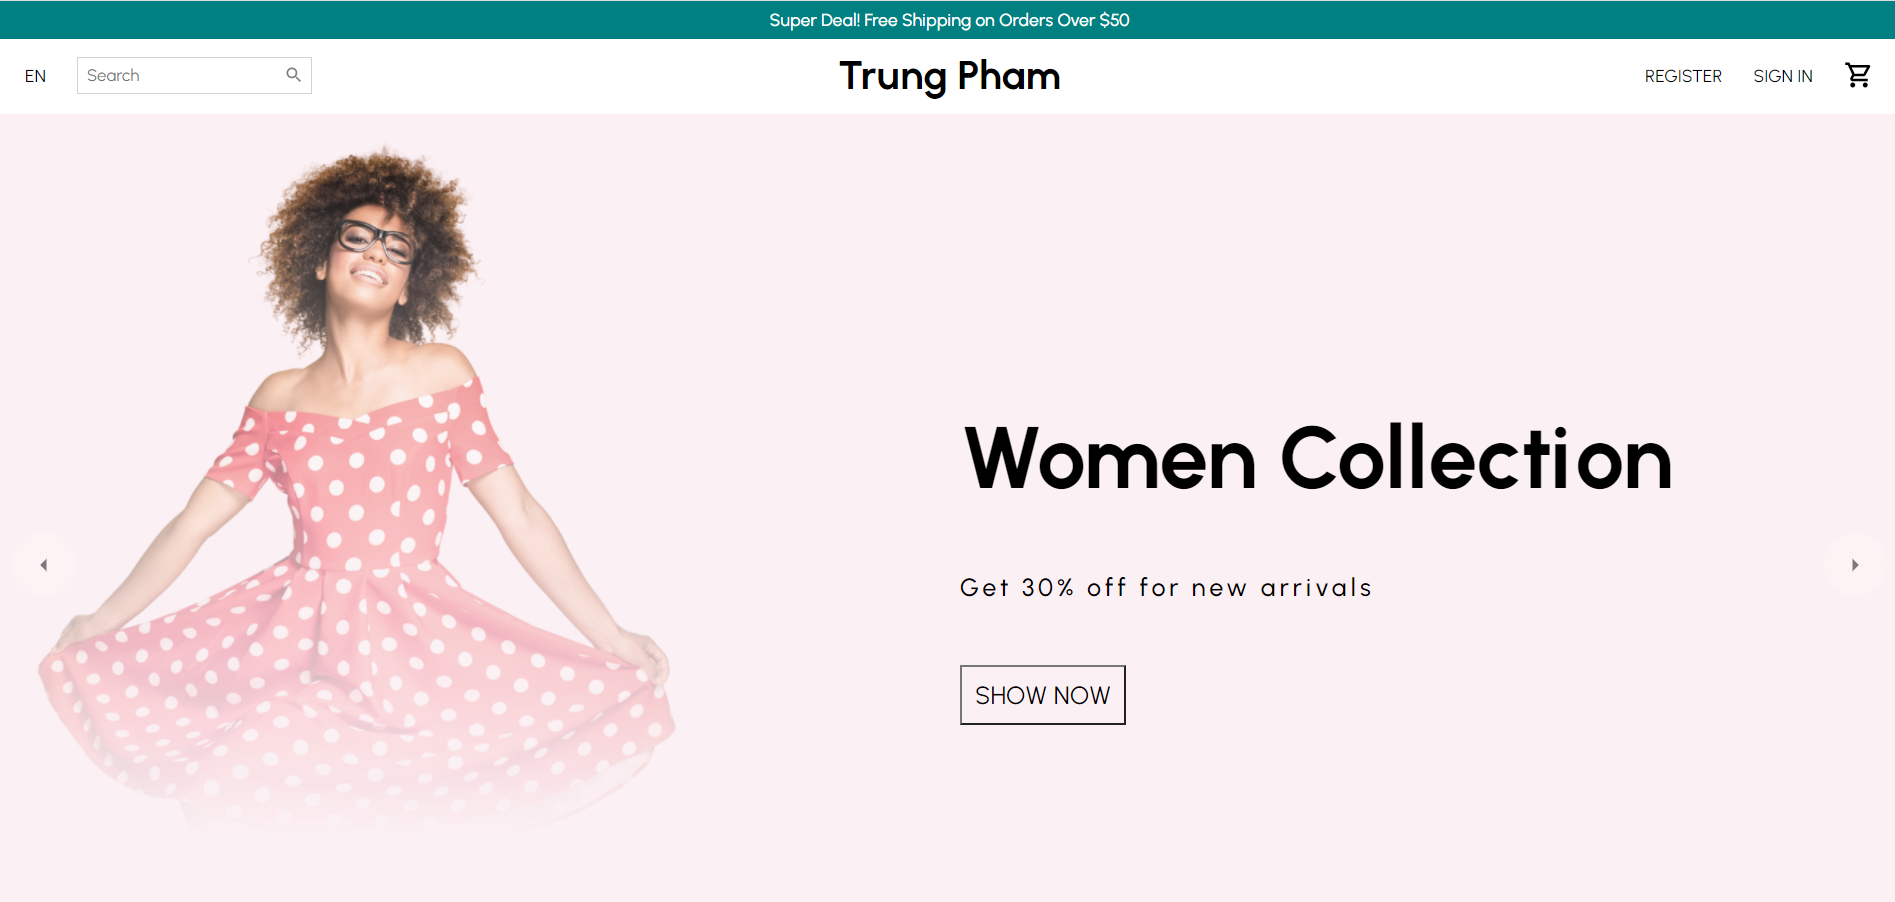 Super Deal! Free Shipping on Orders Over $50
EN
Search
Trung Pham
REGISTER
SIGN IN
Women Collection
Get 30% off for new arrivals
SHOW NOW